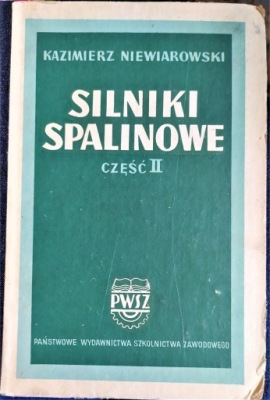 KAZIMIERZ NIEWIAROWSKI
SILNIKI
SPALINOWE
CZĘŚĆ II
PWSZ
PAŃSTWOWE WYDAWNICTWA SZKOLNICTWA ZAWODOWEGO